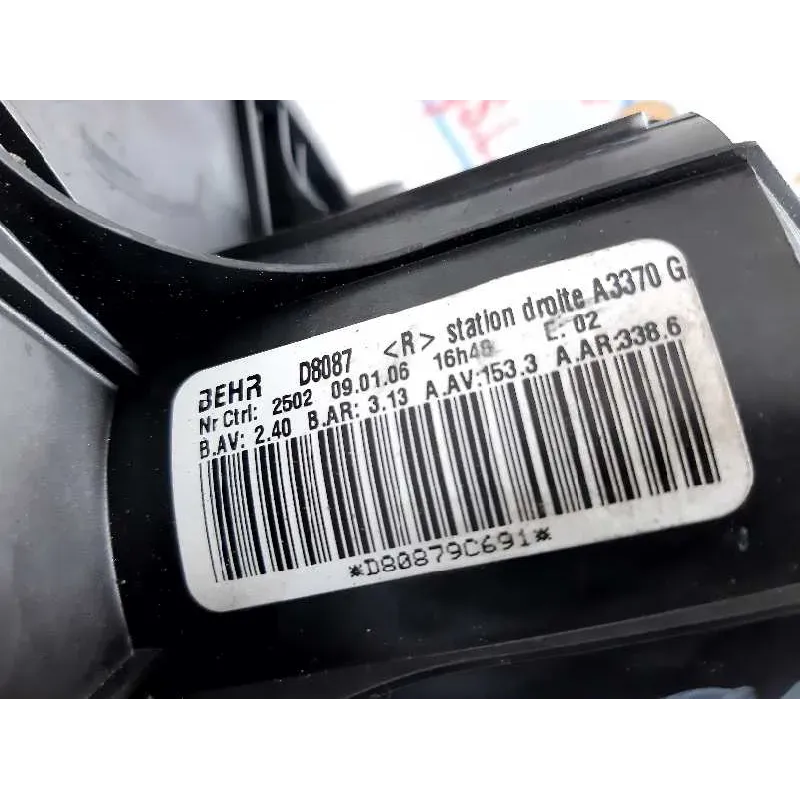 BEHR D8087 <R> station droite A3370 G
Nr Ctrl: 2502 09.01.06 16h48 E: 02
B.AV: 2.40 B.AR: 3.13 A.AV:153.3 A.AR:338.6
*D80879C691*